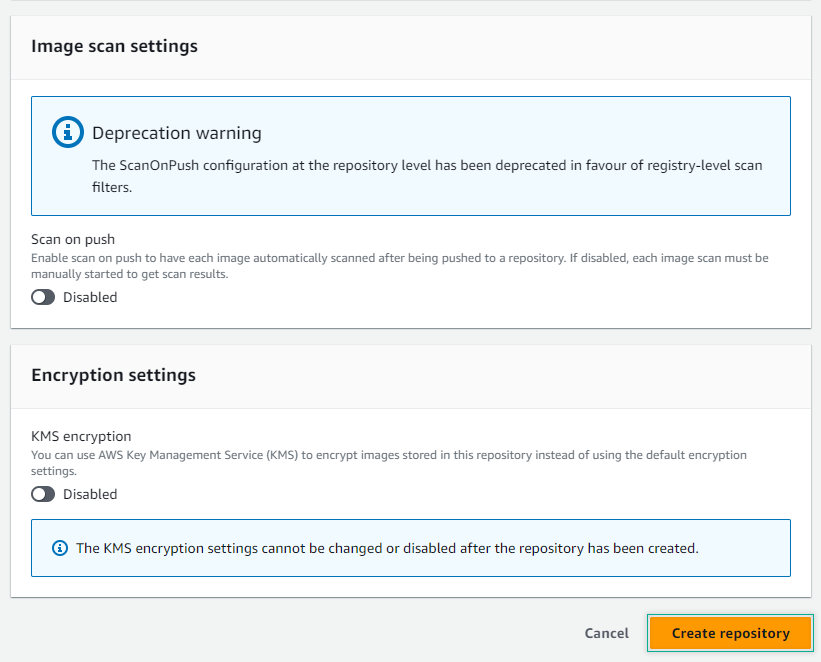 Image scan settings
Deprecation warning
The ScanOnPush configuration at the repository level has been deprecated in favour of registry-level scan
filters.
Scan on push
Enable scan on push to have each image automatically scanned after being pushed to a repository. If disabled, each image scan must be
manually started to get scan results.
Disabled
Encryption settings
KMS encryption
You can use AWS Key Management Service (KMS) to encrypt images stored in this repository instead of using the default encryption
settings.
Disabled
The KMS encryption settings cannot be changed or disabled after the repository has been created.
Cancel Create repository